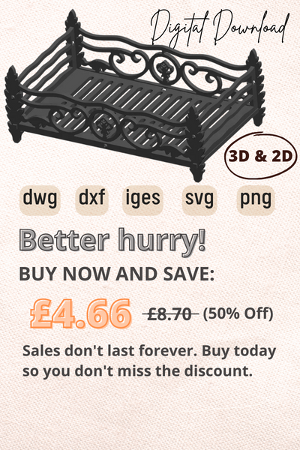 Digital Download
3D & 2D
dwg dxf iges svg png
Better hurry!
BUY NOW AND SAVE:
£4.66 £8.70 (50% Off)
Sales don't last forever. Buy today
so you don't miss the discount.